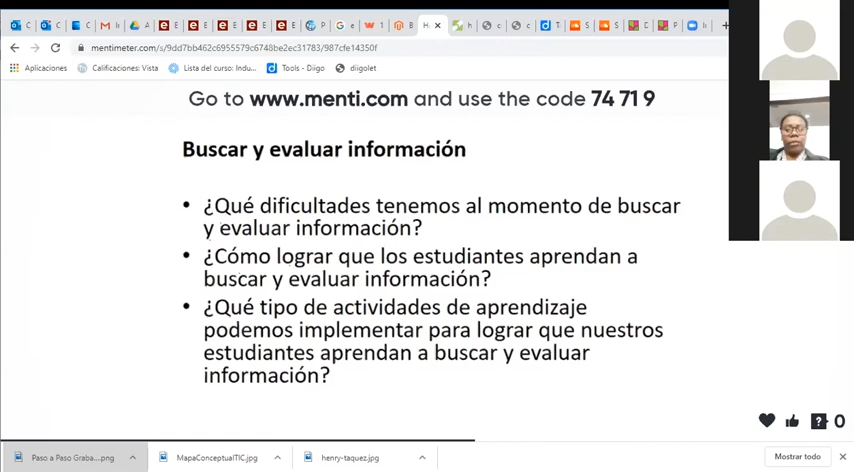 mentimeter.com/s/9dd7bb462c6955579c6748be2ec31783/987cfe14350f
Aplicaciones
Calificaciones: Vista
Lista del curso: Indu...
Tools - Diigo
diigolet
Go to www.menti.com and use the code 74 71 9
Buscar y evaluar información
• ¿Qué dificultades tenemos al momento de buscar
y evaluar información?
• ¿Cómo lograr que los estudiantes aprendan a
buscar y evaluar información?
• ¿Qué tipo de actividades de aprendizaje
podemos implementar para lograr que nuestros
estudiantes aprendan a buscar y evaluar
información?
0
Paso a Paso Graba....png
MapaConceptualTIC.jpg
henry-taquez.jpg
Mostrar todo